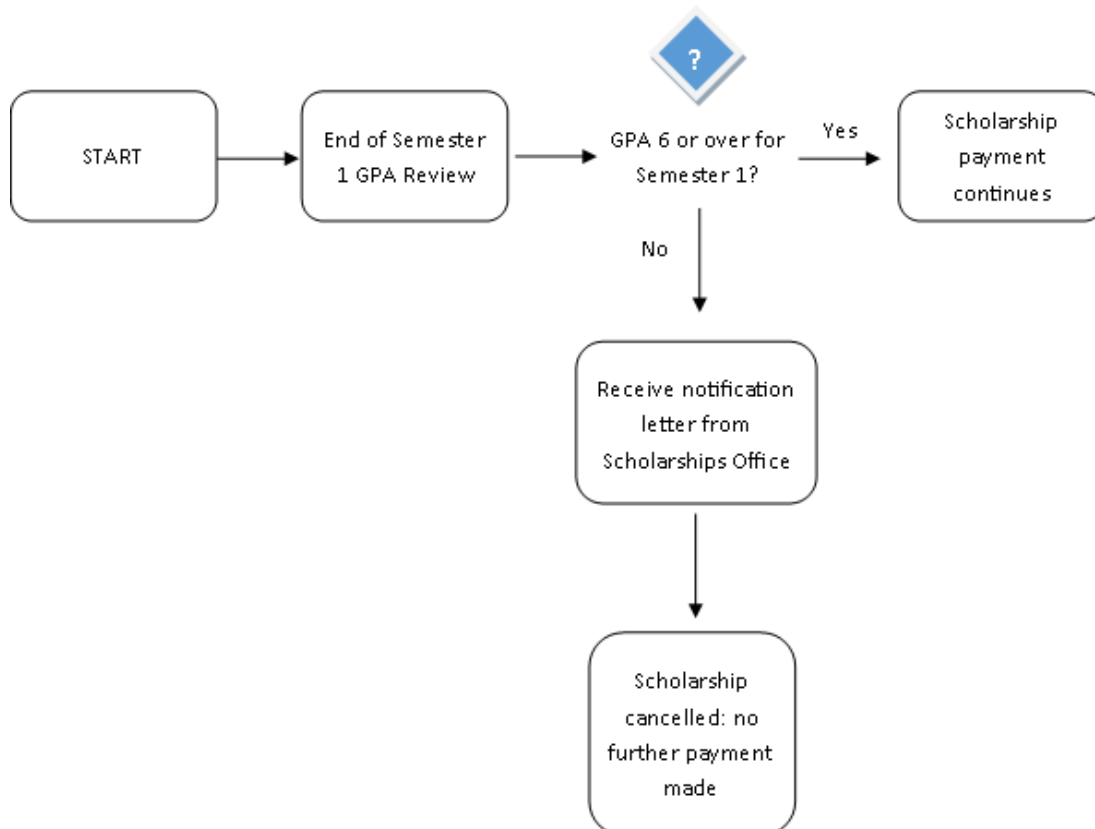 ?
START
End of Semester
1 GPA Review
GPA 6 or over for
Semester 1?
Yes
Scholarship
payment
continues
No
Receive notification
letter from
Scholarships Office
Scholarship
cancelled: no
further payment
made